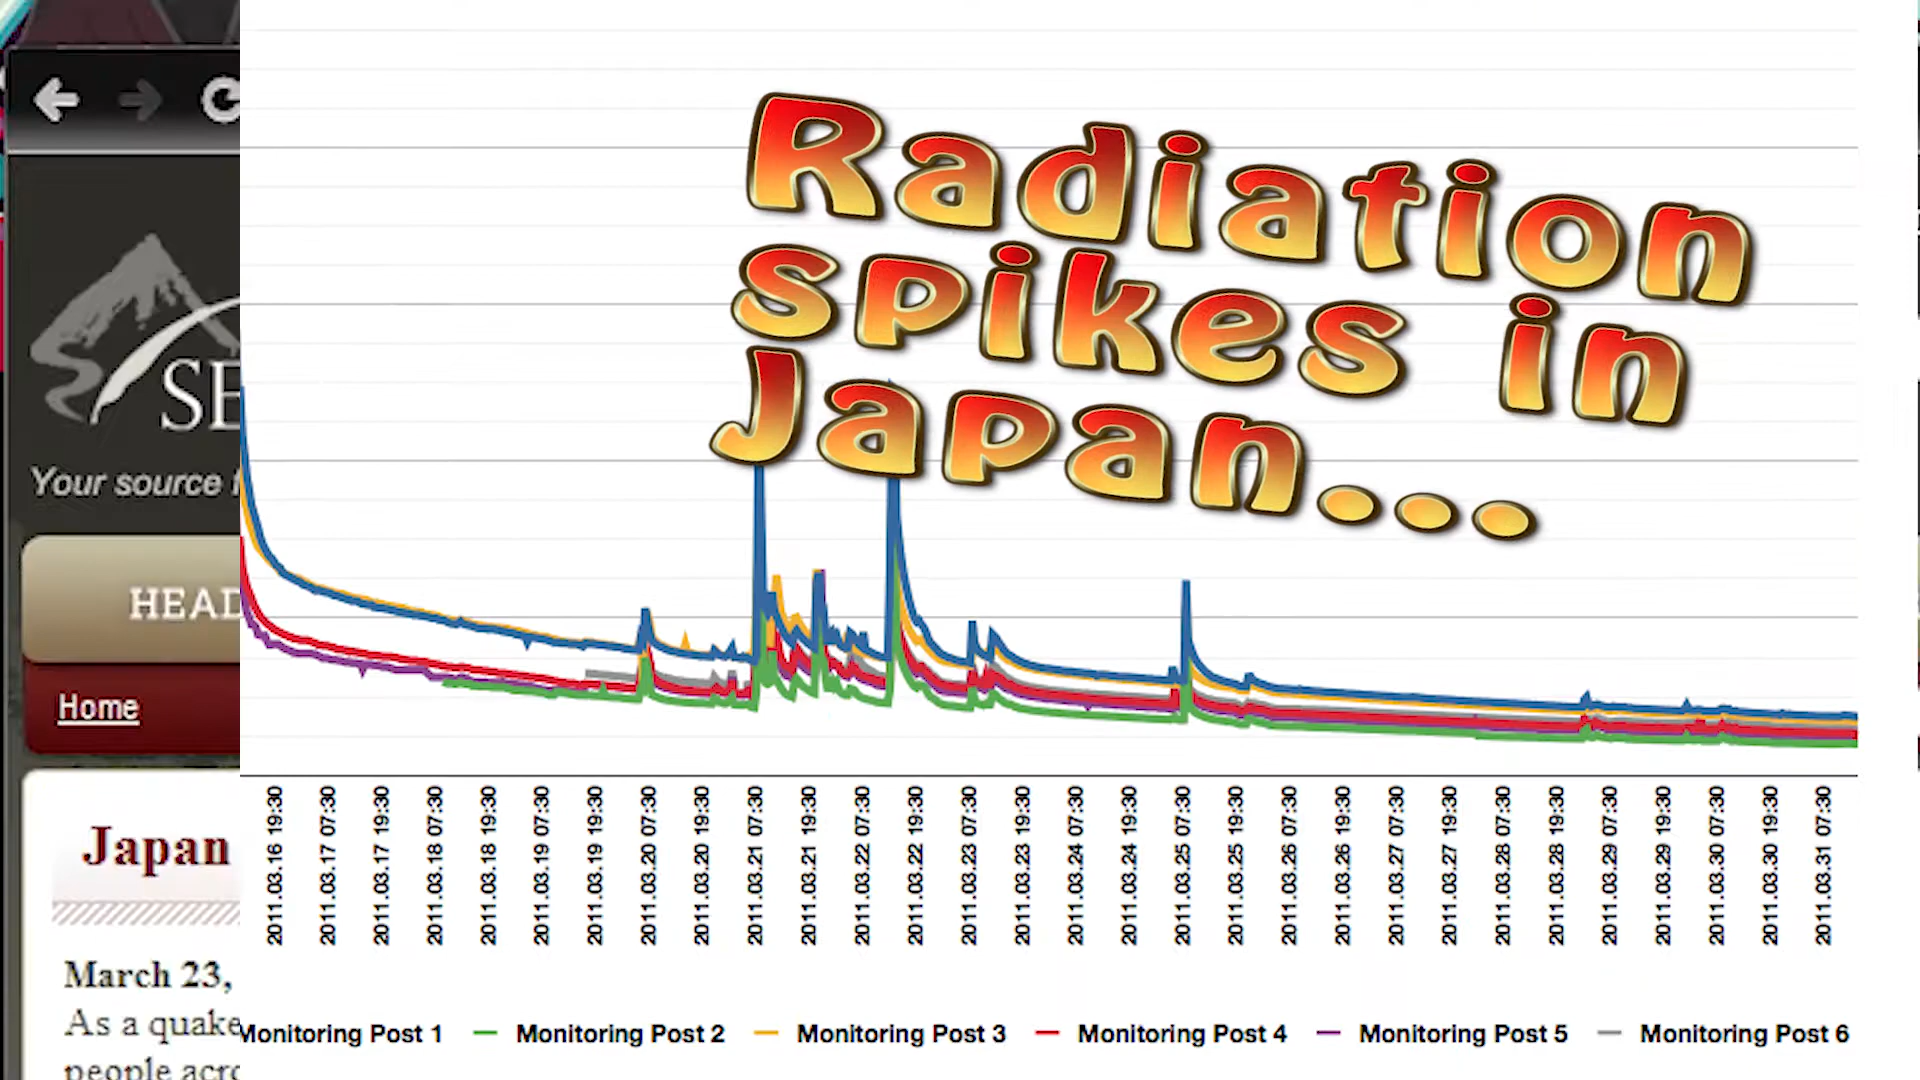 Radiation
spikes in
Japan...
SE
Your source
HEAD
Home
Japan
March 23,
As a quake
people acro
2011.03.16 19:30
2011.03.17 07:30
2011.03.17 19:30
2011.03.18 07:30
2011.03.18 19:30
2011.03.19 07:30
2011.03.19 19:30
2011.03.20 07:30
2011.03.20 19:30
2011.03.21 07:30
2011.03.21 19:30
2011.03.22 07:30
2011.03.22 19:30
2011.03.23 07:30
2011.03.23 19:30
2011.03.24 07:30
2011.03.24 19:30
2011.03.25 07:30
2011.03.25 19:30
2011.03.26 07:30
2011.03.26 19:30
2011.03.27 07:30
2011.03.27 19:30
2011.03.28 07:30
2011.03.28 19:30
2011.03.29 07:30
2011.03.29 19:30
2011.03.30 07:30
2011.03.30 19:30
2011.03.31 07:30
Monitoring Post 1 Monitoring Post 2 Monitoring Post 3 Monitoring Post 4 Monitoring Post 5 Monitoring Post 6